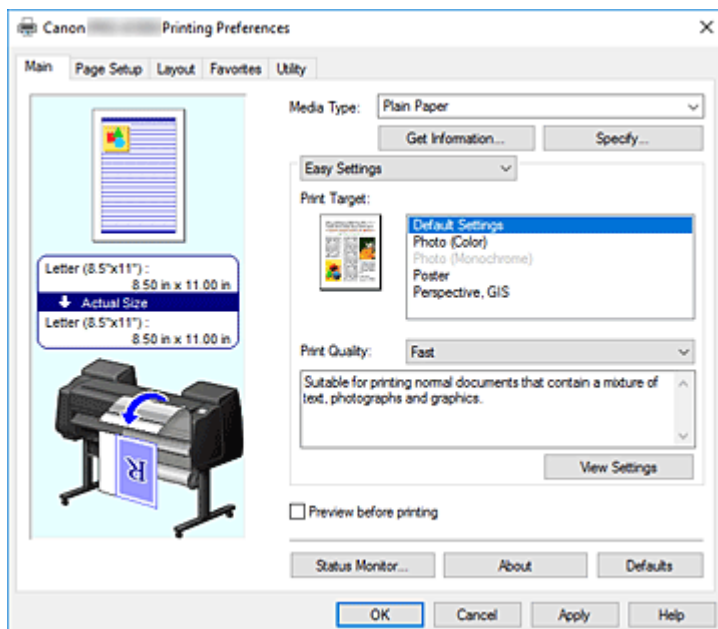 Canon Printing Preferences
Main Page Setup Layout Favorites Utility
Media Type: Plain Paper
Get Information... Specify...
Easy Settings
Print Target:
Default Settings
Photo (Color)
Photo (Monochrome)
Poster
Perspective, GIS
Letter (8.5"x11") :
8.50 in x 11.00 in
Actual Size
Letter (8.5"x11") :
8.50 in x 11.00 in
R
Print Quality: Fast
Suitable for printing normal documents that contain a mixture of
text, photographs and graphics.
View Settings
Preview before printing
Status Monitor... About Defaults
OK Cancel Apply Help